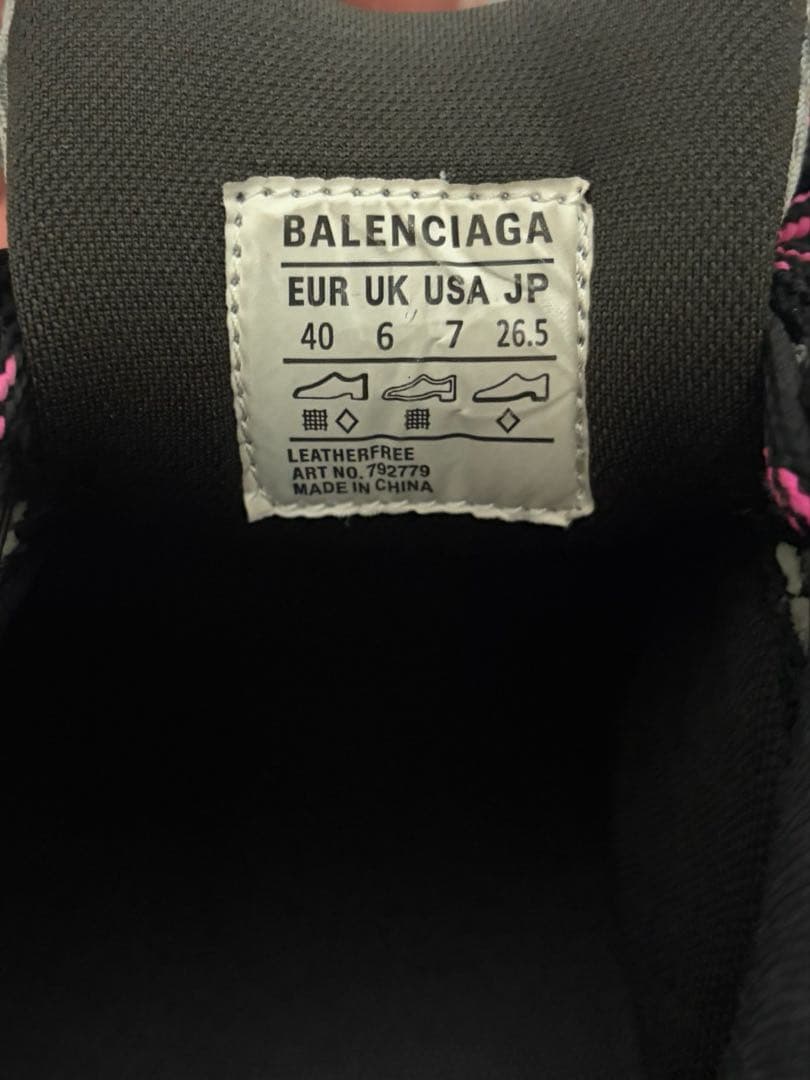 BALENCIAGA
EUR UK USA JP
40 6 7 26.5
LEATHERFREE
ART NO. 792779
MADE IN CHINA